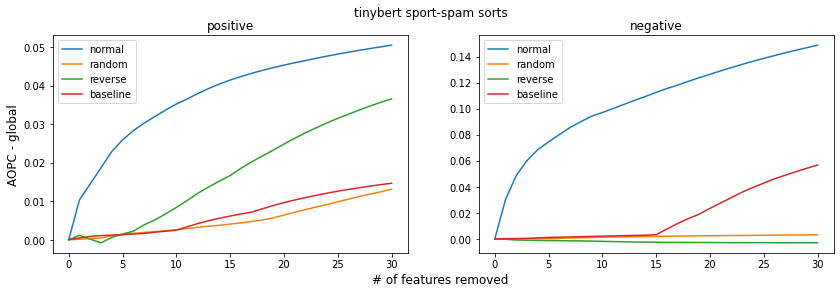 tinybert sport-spam sorts
positive
negative
AOPC - global
0.05
0.04
0.03
0.02
0.01
0.00
normal
random
reverse
baseline
0 5 10 15 20 25 30
0.14
0.12
0.10
0.08
0.06
0.04
0.02
0.00
normal
random
reverse
baseline
0 5 10 15 20 25 30
# of features removed